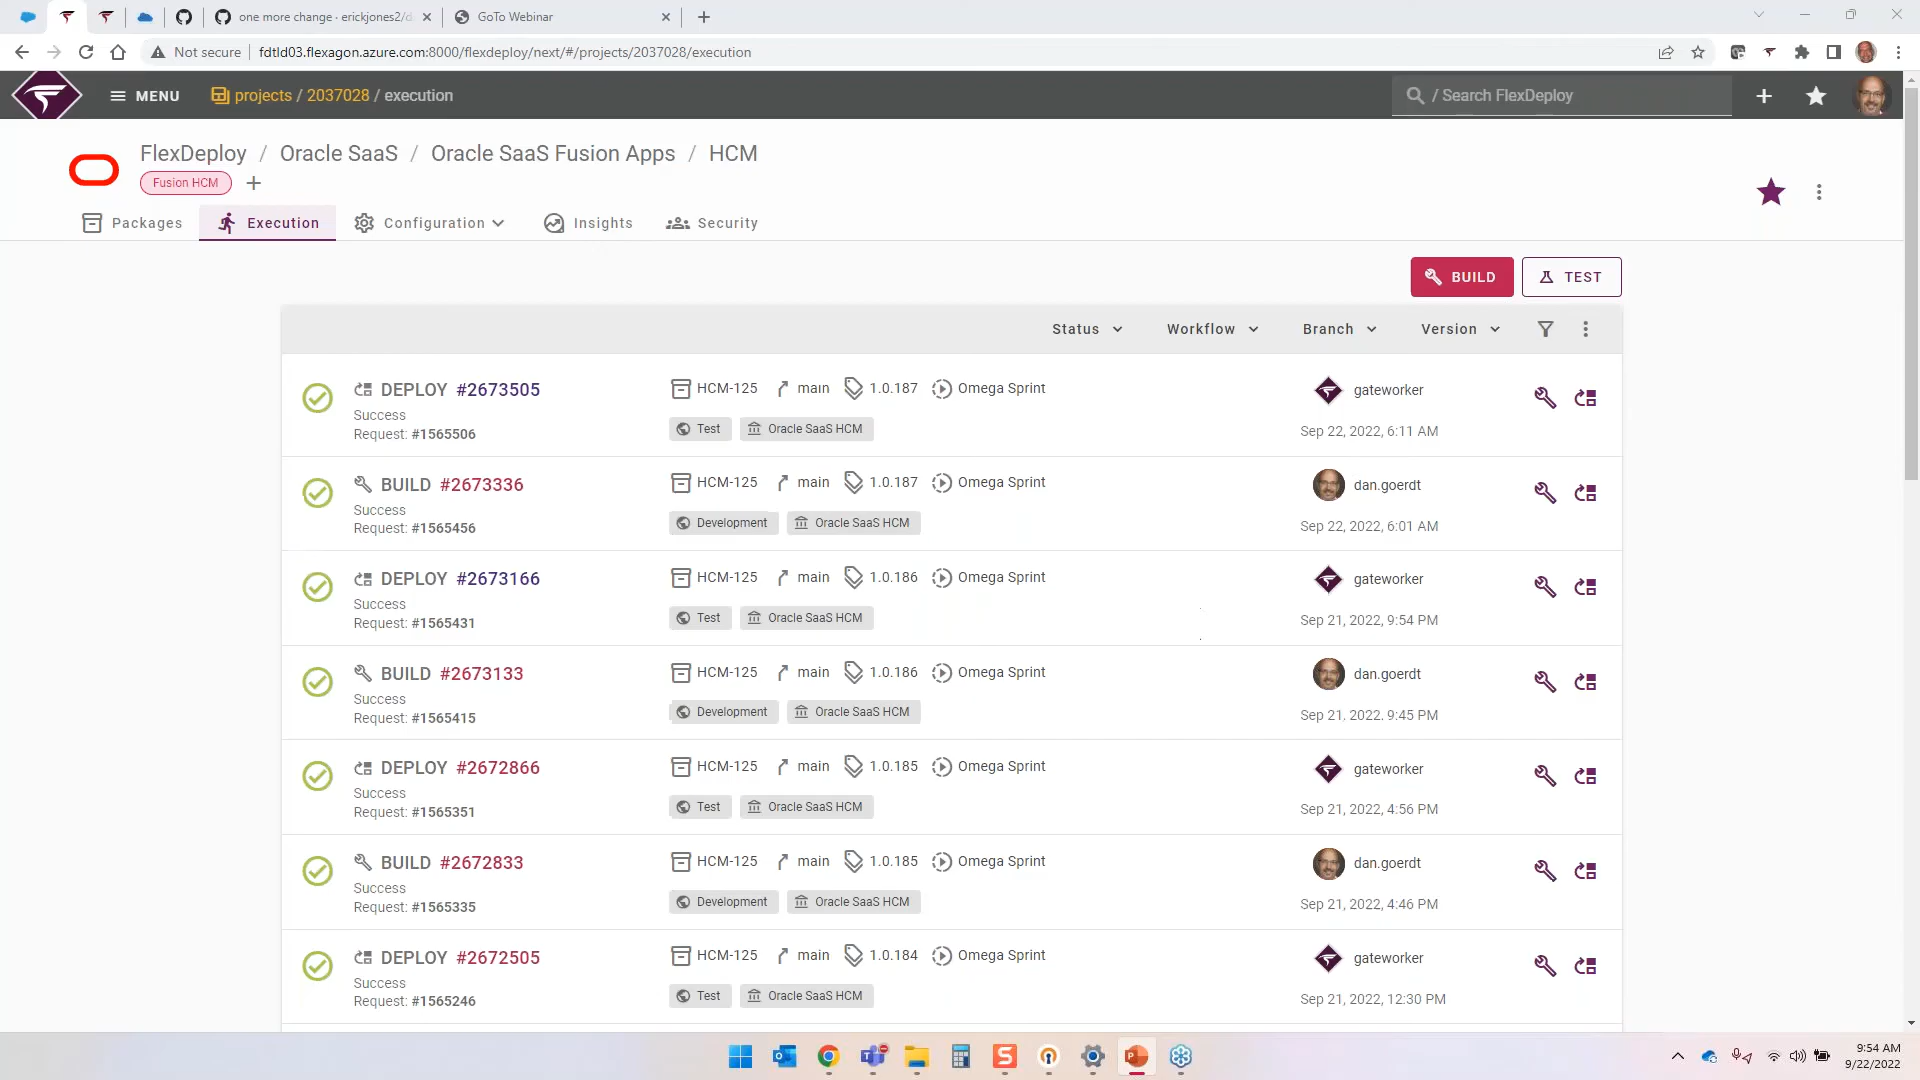 one more change · erickjones2/d
GoTo Webinar
Not secure
fdtld03.flexagon.azure.com:8000/flexdeploy/next/#/projects/2037028/execution
MENU
projects / 2037028 / execution
/ Search FlexDeploy
FlexDeploy / Oracle SaaS / Oracle SaaS Fusion Apps / HCM
Fusion HCM
Packages
Execution
Configuration
Insights
Security
BUILD
TEST
Status
Workflow
Branch
Version
DEPLOY #2673505
Success
Request: #1565506
HCM-125 main 1.0.187 Omega Sprint
Test Oracle SaaS HCM
gateworker
Sep 22, 2022, 6:11 AM
BUILD #2673336
Success
Request: #1565456
HCM-125 main 1.0.187 Omega Sprint
Development Oracle SaaS HCM
dan.goerdt
Sep 22, 2022, 6:01 AM
DEPLOY #2673166
Success
Request: #1565431
HCM-125 main 1.0.186 Omega Sprint
Test Oracle SaaS HCM
gateworker
Sep 21, 2022, 9:54 PM
BUILD #2673133
Success
Request: #1565415
HCM-125 main 1.0.186 Omega Sprint
Development Oracle SaaS HCM
dan.goerdt
Sep 21, 2022, 9:45 PM
DEPLOY #2672866
Success
Request: #1565351
HCM-125 main 1.0.185 Omega Sprint
Test Oracle SaaS HCM
gateworker
Sep 21, 2022, 4:56 PM
BUILD #2672833
Success
Request: #1565335
HCM-125 main 1.0.185 Omega Sprint
Development Oracle SaaS HCM
dan.goerdt
Sep 21, 2022, 4:46 PM
DEPLOY #2672505
Success
Request: #1565246
HCM-125 main 1.0.184 Omega Sprint
Test Oracle SaaS HCM
gateworker
Sep 21, 2022, 12:30 PM
9:54 AM
9/22/2022